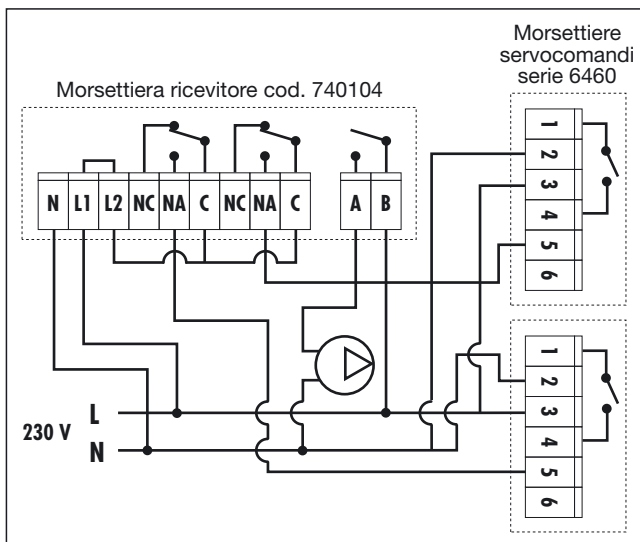 Morsettiere
servocomandi
serie 6460
Morsettiera ricevitore cod. 740104
N L1 L2 NC NA C NC NA C A B
1
2
3
4
5
6
1
2
3
4
5
6
L
230 V
N